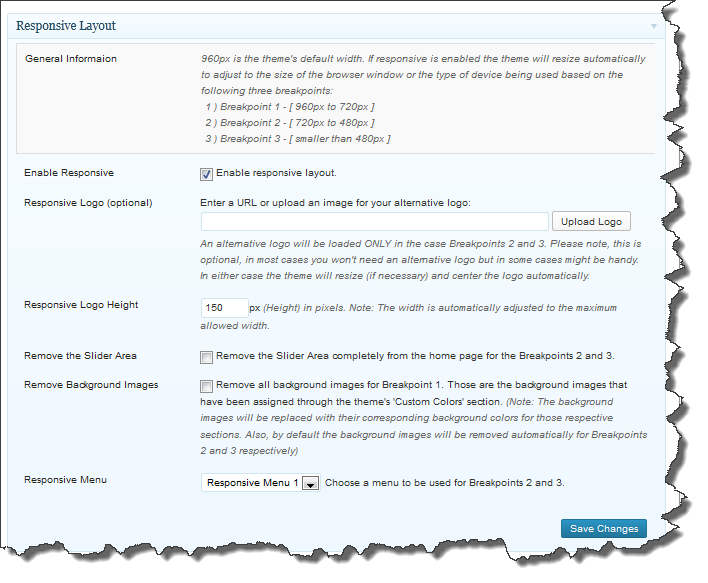 Responsive Layout
General Informaion
960px is the theme's default width. If responsive is enabled the theme will resize automatically
to adjust to the size of the browser window or the type of device being used based on the
following three breakpoints:
1 ) Breakpoint 1 - [ 960px to 720px ]
2 ) Breakpoint 2 - [ 720px to 480px ]
3 ) Breakpoint 3 - [ smaller than 480px ]
Enable Responsive
Enable responsive layout.
Responsive Logo (optional)
Enter a URL or upload an image for your alternative logo:
Upload Logo
An alternative logo will be loaded ONLY in the case Breakpoints 2 and 3. Please note, this is
optional, in most cases you won't need an alternative logo but in some cases might be handy.
In either case the theme will resize (if necessary) and center the logo automatically.
Responsive Logo Height
150 px (Height) in pixels. Note: The width is automatically adjusted to the maximum
allowed width.
Remove the Slider Area
Remove the Slider Area completely from the home page for the Breakpoints 2 and 3.
Remove Background Images
Remove all background images for Breakpoint 1. Those are the background images that
have been assigned through the theme's 'Custom Colors' section. (Note: The background
images will be replaced with their corresponding background colors for those respective
sections. Also, by default the background images will be removed automatically for Breakpoints
2 and 3 respectively)
Responsive Menu
Responsive Menu 1 Choose a menu to be used for Breakpoints 2 and 3.
Save Changes